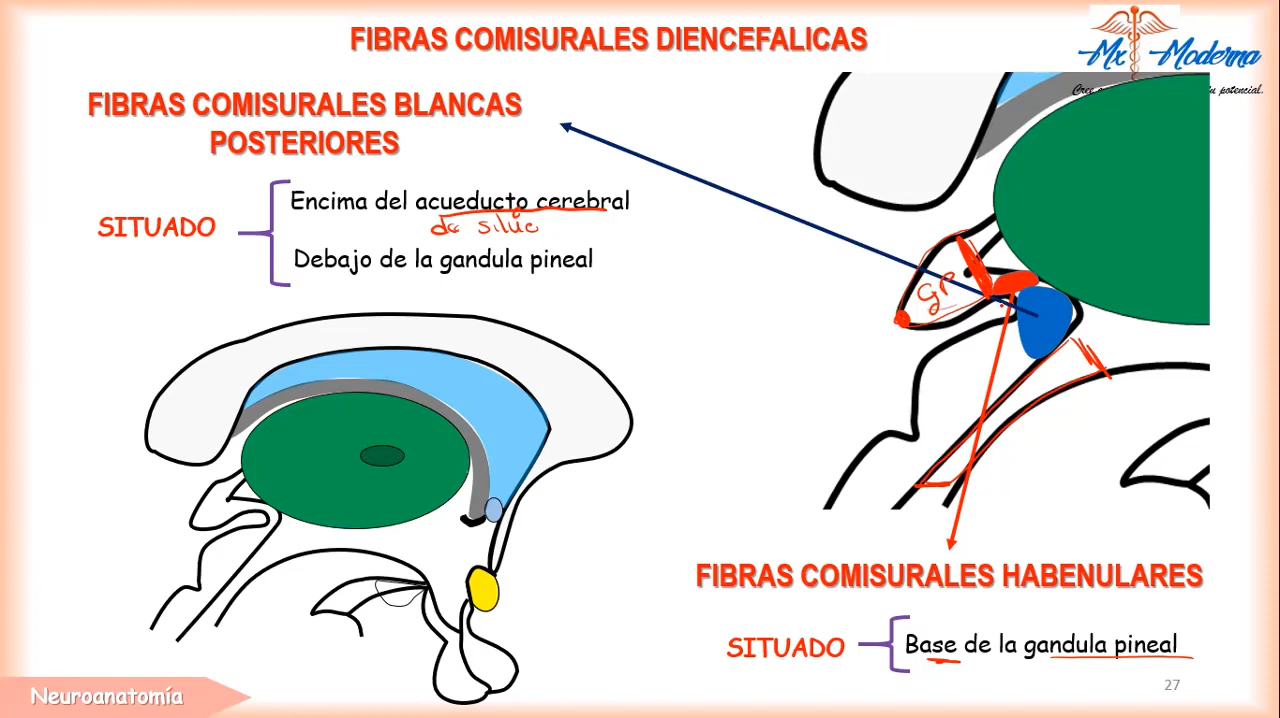 FIBRAS COMISURALES DIENCEFALICAS
Mx Moderna
FIBRAS COMISURALES BLANCAS
POSTERIORES
SITUADO
Encima del acueducto cerebral
de silvio
Debajo de la gandula pineal
GP
FIBRAS COMISURALES HABENULARES
SITUADO
Base de la gandula pineal
27
Neuroanatomía